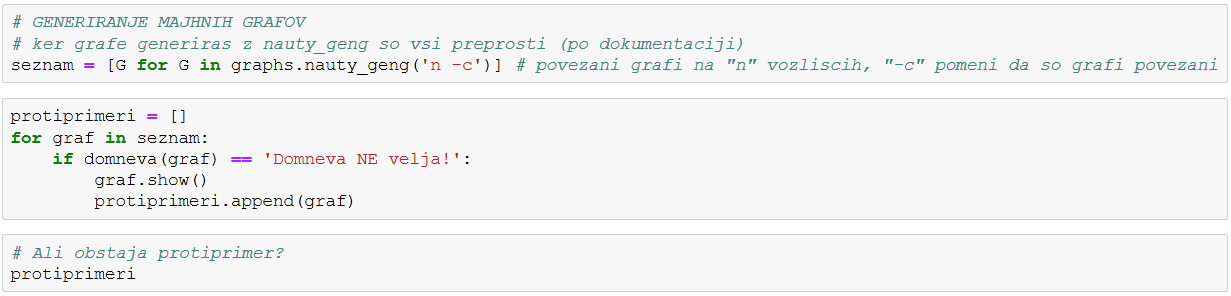 # GENERIRANJE MAJHNIH GRAFOV
# ker grafe generiras z nauty_geng so vsi preprosti (po dokumentaciji)
seznam = [G for G in graphs.nauty_geng('n -c')] # povezani grafi na "n" vozliscih, "-c" pomeni da so grafi povezani
protiprimeri = []
for graf in seznam:
    if domneva(graf) == 'Domneva NE velja!':
        graf.show()
        protiprimeri.append(graf)
# Ali obstaja protiprimer?
protiprimeri